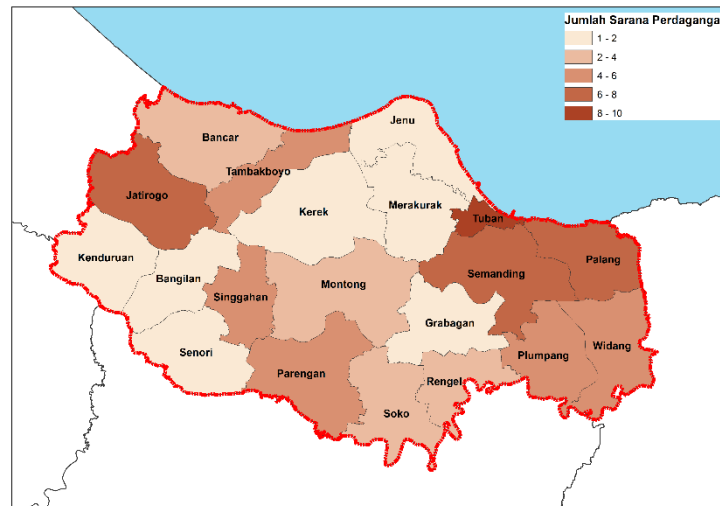 Jumlah Sarana Perdaganga
1 - 2
2 - 4
4 - 6
6 - 8
8 - 10
Jenu
Bancar
Tambakboyo
Jatirogo
Kerek
Merakurak
Tuban
Kenduruan
Bangilan
Singgahan
Montong
Semanding
Palang
Grabagan
Senori
Parengan
Rengel
Plumpang
Widang
Soko